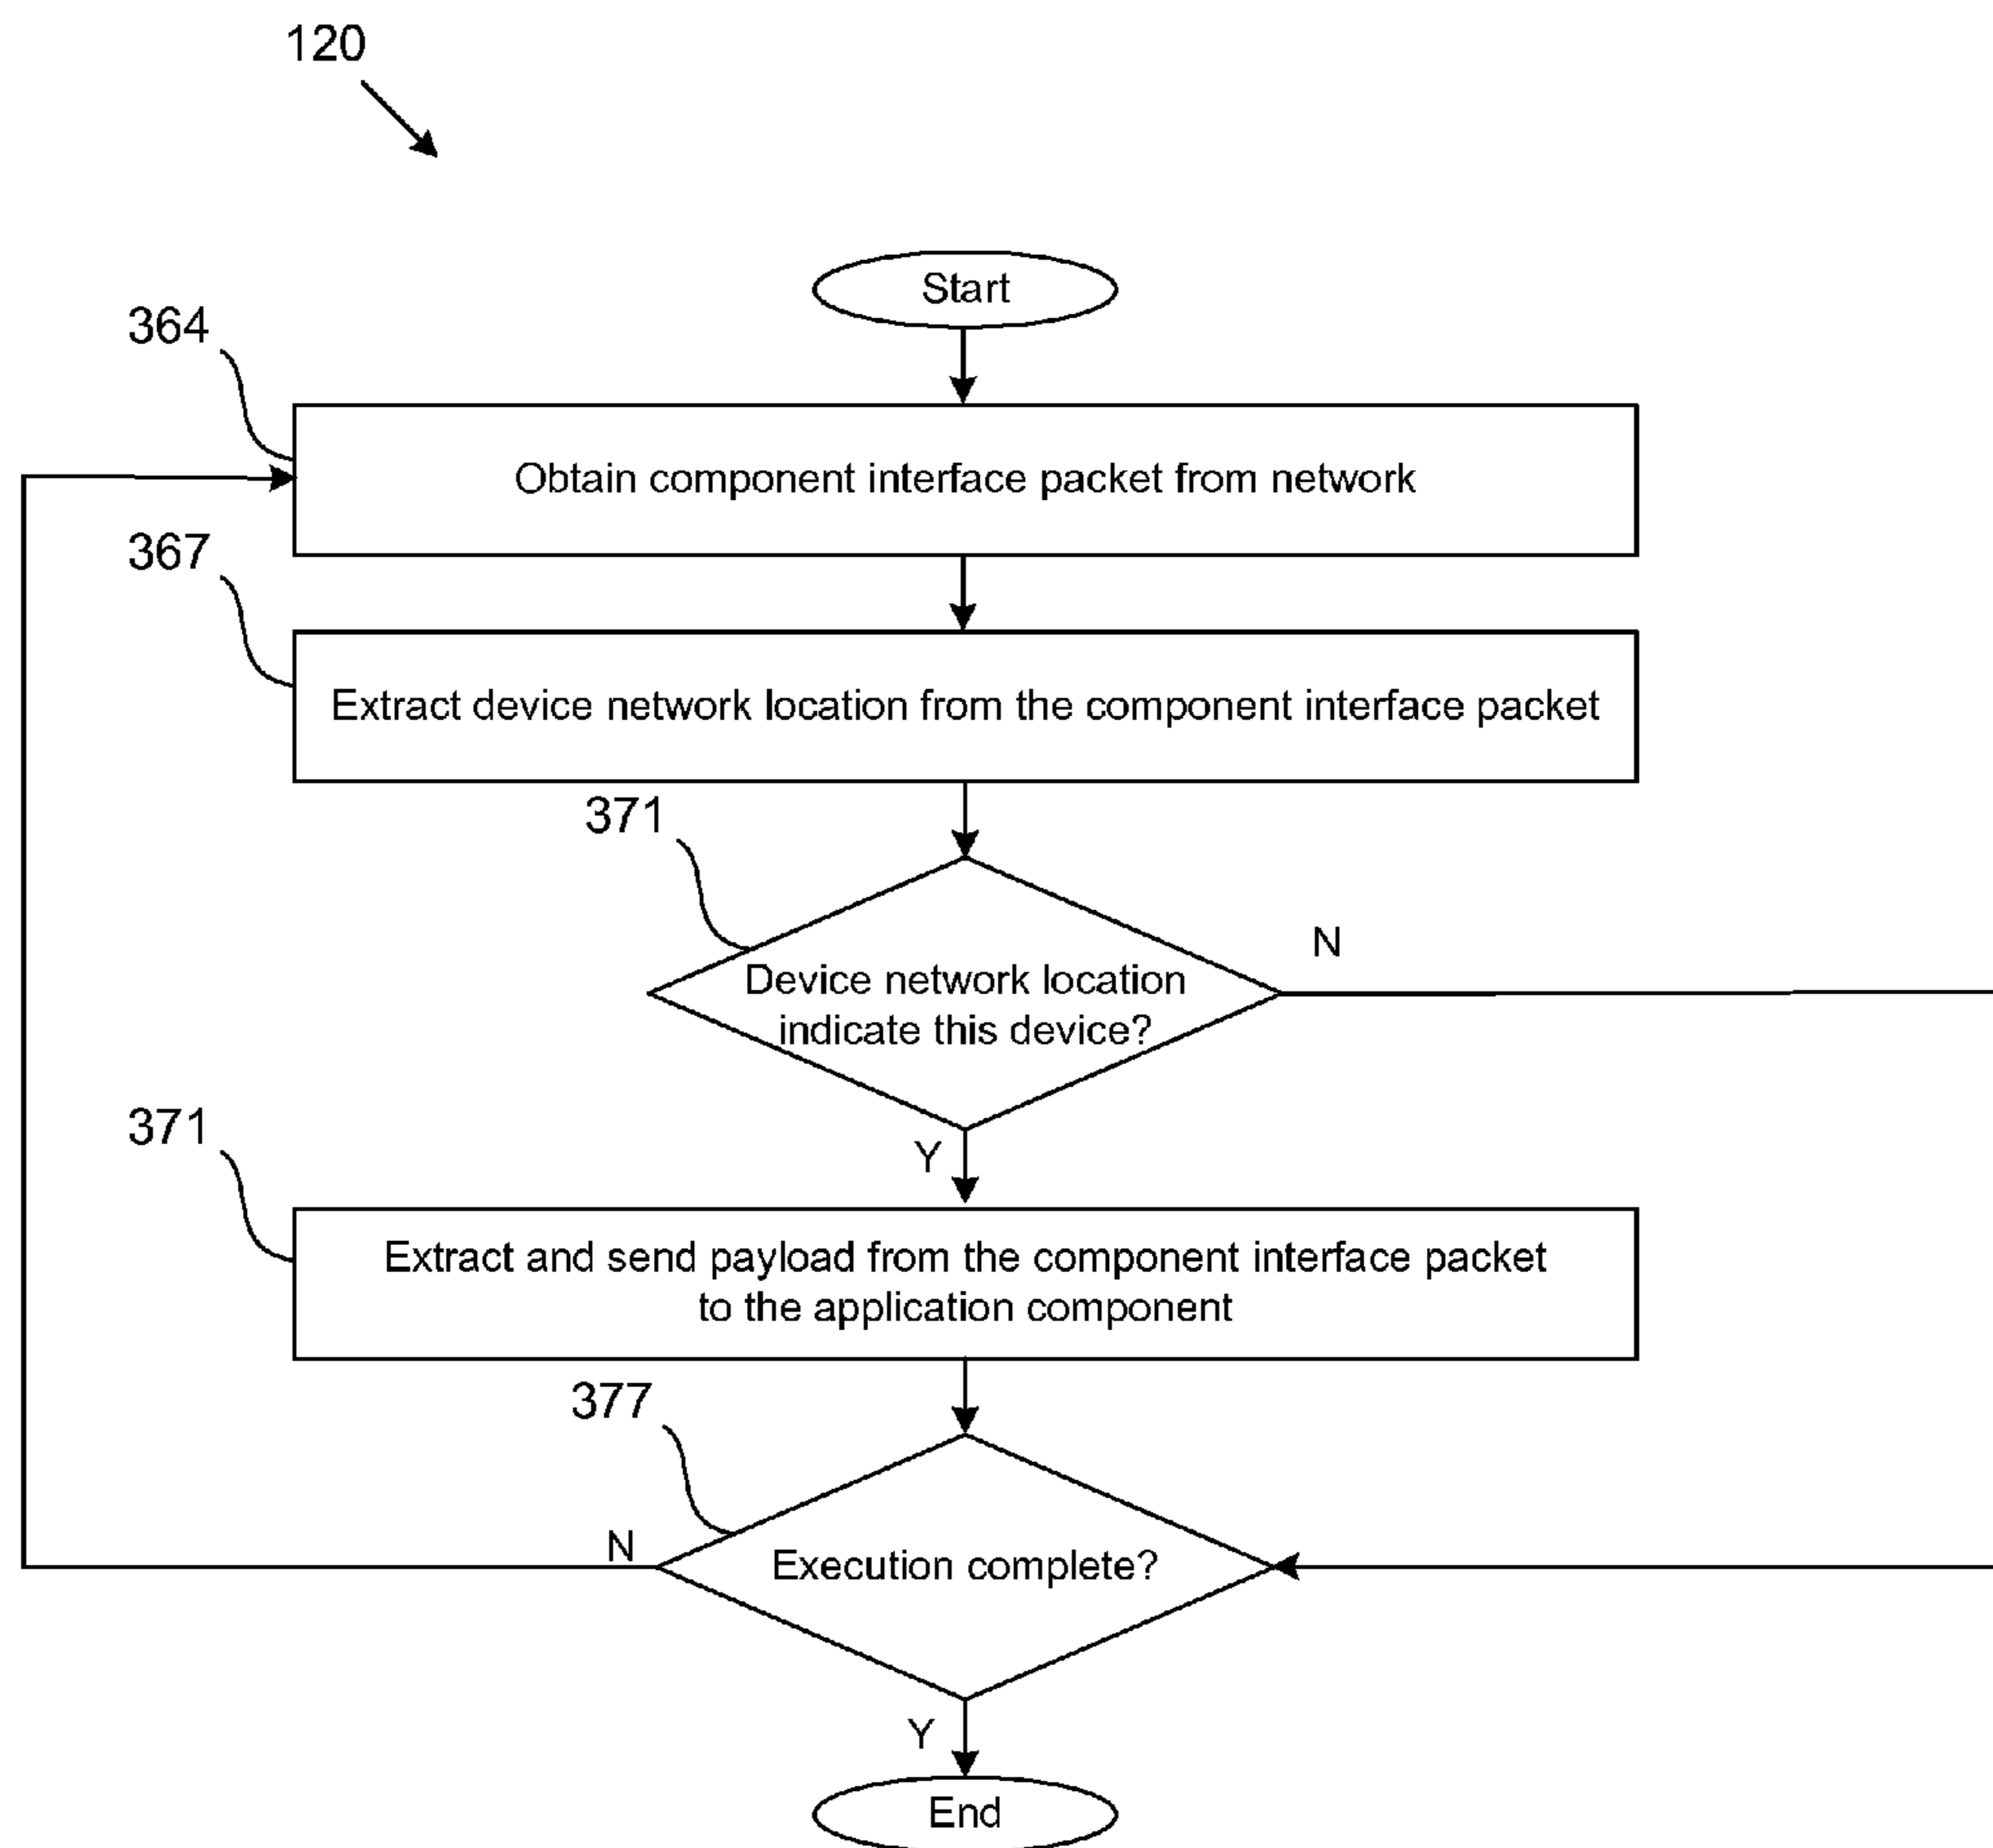 120
Start
364
Obtain component interface packet from network
367
Extract device network location from the component interface packet
371
N
Device network location
indicate this device?
Y
371
Extract and send payload from the component interface packet
to the application component
377
N
Execution complete?
Y
End